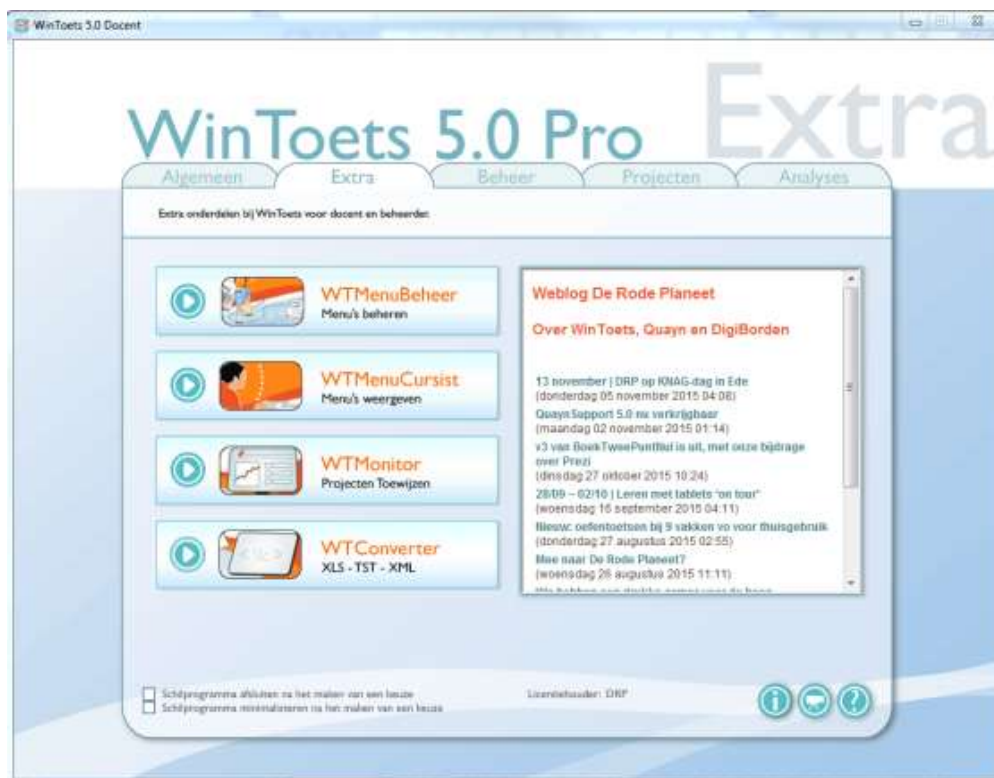 WinToets 5.0 Docent
Extra
WinToets 5.0 Pro
Algemeen
Extra
Beheer
Projecten
Analyses
Extra onderdelen bij WinToets voor docent en beheerder.
WTMenuBeheer
Menu's beheren
WTMenuCursist
Menu's weergeven
WTMonitor
Projecten Toewijzen
WTConverter
XLS - TST - XML
Weblog De Rode Planeet
Over WinToets, Quayn en DigiBorden
13 november | DRP op KNAG-dag in Ede
(donderdag 05 november 2015 04:08)
QuaynSupport 5.0 nu verkrijgbaar
(maandag 02 november 2015 01:14)
v3 van BoekTweePuntNul is uit, met onze bijdrage
over Prezi
(dinsdag 27 oktober 2015 10:24)
28/09 – 02/10 | Leren met tablets "on tour"
(woensdag 16 september 2015 04:11)
Nieuw: oefentoetsen bij 9 vakken vo voor thuisgebruik
(donderdag 27 augustus 2015 02:55)
Mee naar De Rode Planeet?
(woensdag 26 augustus 2015 11:11)
Schilprogramma afsluiten na het maken van een keuze
Schilprogramma minimaliseren na het maken van een keuze
Licentiehouder: DRP